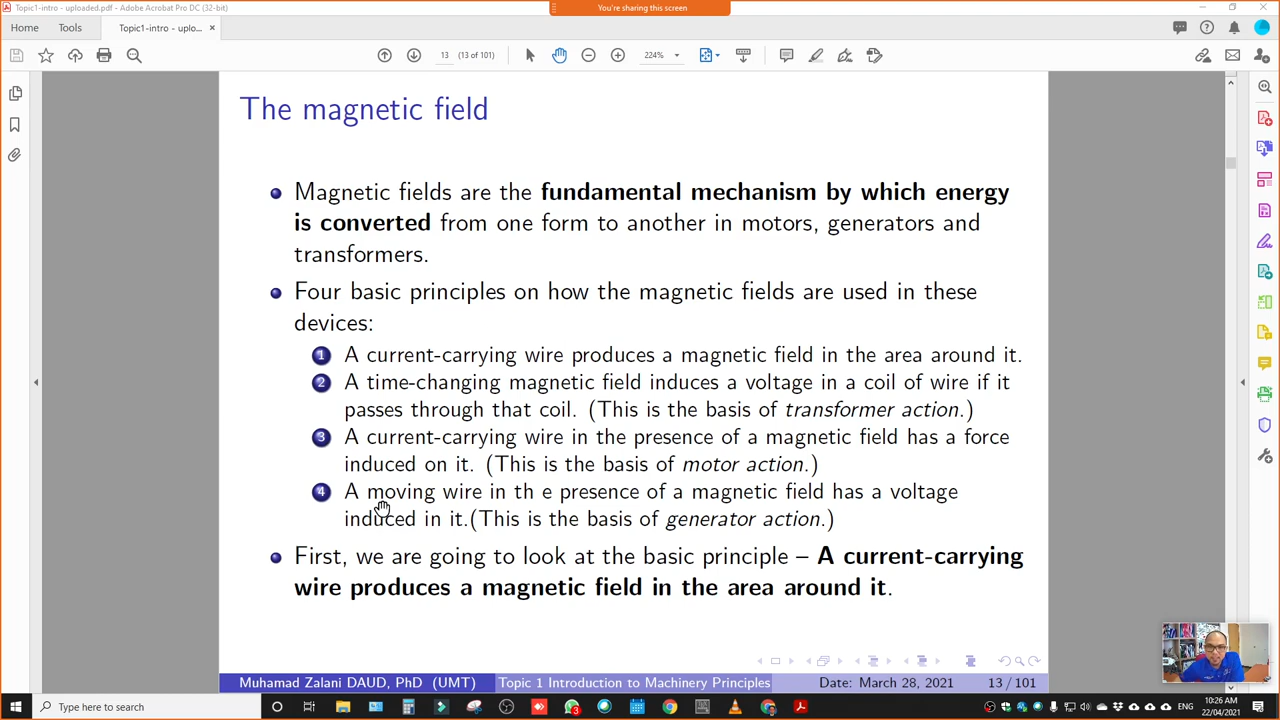 Topic1-intro - uploaded.pdf - Adobe Acrobat Pro DC (32-bit)
You're sharing this screen
Home
Tools
Topic1-intro - uplo...
13
(13 of 101)
224%
The magnetic field
Magnetic fields are the fundamental mechanism by which energy
is converted from one form to another in motors, generators and
transformers.
Four basic principles on how the magnetic fields are used in these
devices:
1 A current-carrying wire produces a magnetic field in the area around it.
2 A time-changing magnetic field induces a voltage in a coil of wire if it
passes through that coil. (This is the basis of transformer action.)
3 A current-carrying wire in the presence of a magnetic field has a force
induced on it. (This is the basis of motor action.)
4 A moving wire in th e presence of a magnetic field has a voltage
induced in it.(This is the basis of generator action.)
First, we are going to look at the basic principle – A current-carrying
wire produces a magnetic field in the area around it.
Muhamad Zalani DAUD, PhD (UMT)
Topic 1 Introduction to Machinery Principles
Date: March 28, 2021
13 / 101
Type here to search
3
ENG
10:26 AM
22/04/2021